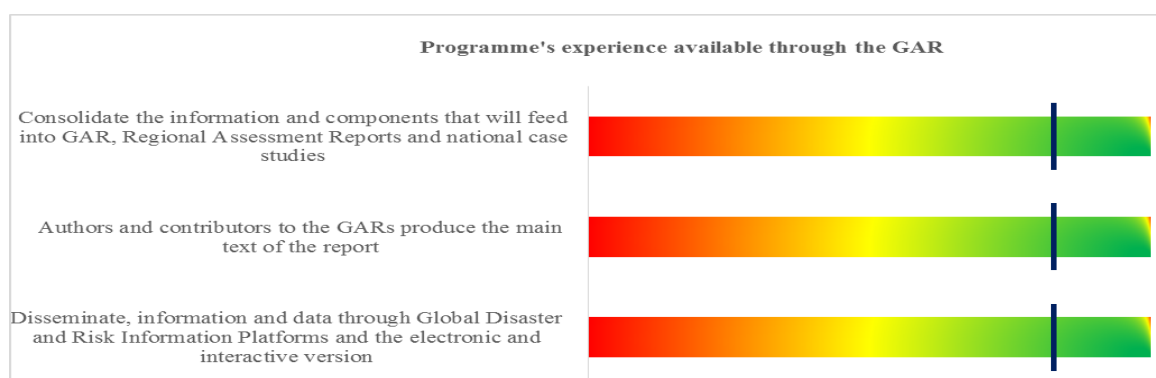 Programme's experience available through the GAR
Consolidate the information and components that will feed
into GAR, Regional Assessment Reports and national case
studies
Authors and contributors to the GARs produce the main
text of the report
Disseminate, information and data through Global Disaster
and Risk Information Platforms and the electronic and
interactive version